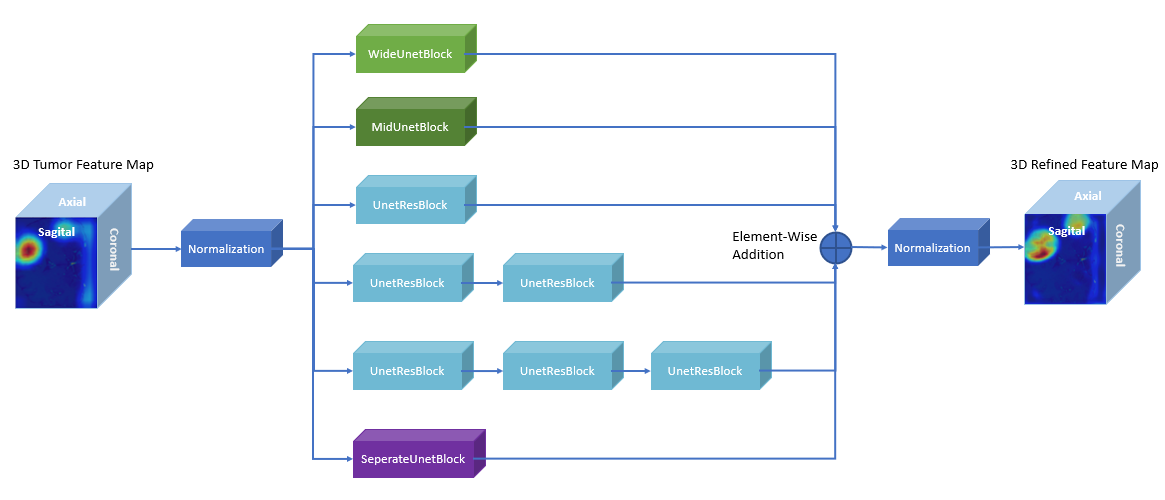 WideUnetBlock
MidUnetBlock
3D Tumor Feature Map
3D Refined Feature Map
Axial
Sagital
Coronal
Normalization
UnetResBlock
Element-Wise
Addition
Normalization
Axial
Sagital
Coronal
UnetResBlock
UnetResBlock
UnetResBlock
UnetResBlock
UnetResBlock
SeperateUnetBlock